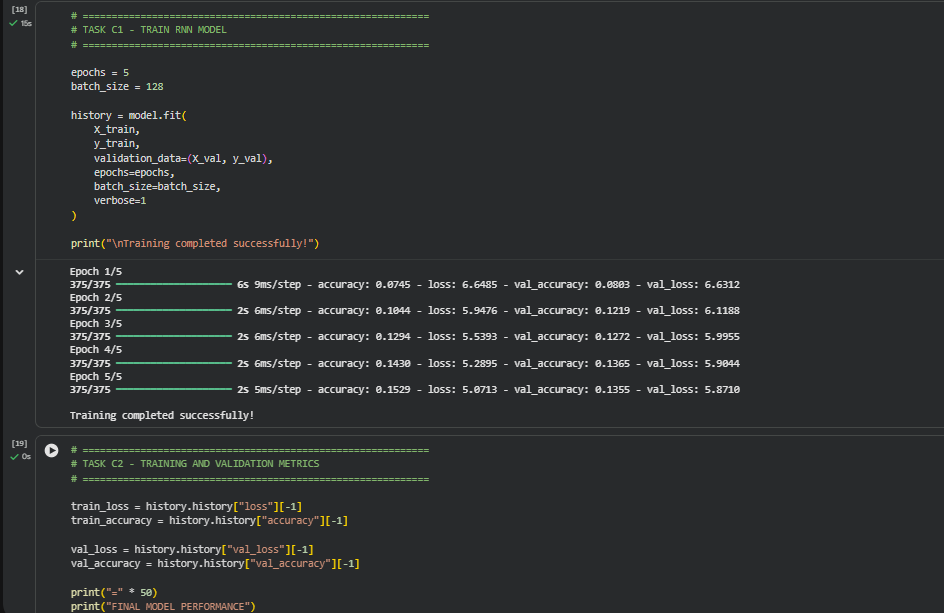 [18]
15s
# ============================================================
# TASK C1 - TRAIN RNN MODEL
# ============================================================
epochs = 5
batch_size = 128
history = model.fit(
    X_train,
    y_train,
    validation_data=(X_val, y_val),
    epochs=epochs,
    batch_size=batch_size,
    verbose=1
)
print("\nTraining completed successfully!")
Epoch 1/5
375/375 ━━━━━━━━━━━━━━━━━━━━ 6s 9ms/step - accuracy: 0.0745 - loss: 6.6485 - val_accuracy: 0.0803 - val_loss: 6.6312
Epoch 2/5
375/375 ━━━━━━━━━━━━━━━━━━━━ 2s 6ms/step - accuracy: 0.1044 - loss: 5.9476 - val_accuracy: 0.1219 - val_loss: 6.1188
Epoch 3/5
375/375 ━━━━━━━━━━━━━━━━━━━━ 2s 6ms/step - accuracy: 0.1294 - loss: 5.5393 - val_accuracy: 0.1272 - val_loss: 5.9955
Epoch 4/5
375/375 ━━━━━━━━━━━━━━━━━━━━ 2s 6ms/step - accuracy: 0.1430 - loss: 5.2895 - val_accuracy: 0.1365 - val_loss: 5.9044
Epoch 5/5
375/375 ━━━━━━━━━━━━━━━━━━━━ 2s 5ms/step - accuracy: 0.1529 - loss: 5.0713 - val_accuracy: 0.1355 - val_loss: 5.8710
Training completed successfully!
[19]
0s
# ============================================================
# TASK C2 - TRAINING AND VALIDATION METRICS
# ============================================================
train_loss = history.history["loss"][-1]
train_accuracy = history.history["accuracy"][-1]
val_loss = history.history["val_loss"][-1]
val_accuracy = history.history["val_accuracy"][-1]
print("=" * 50)
print("FINAL MODEL PERFORMANCE")